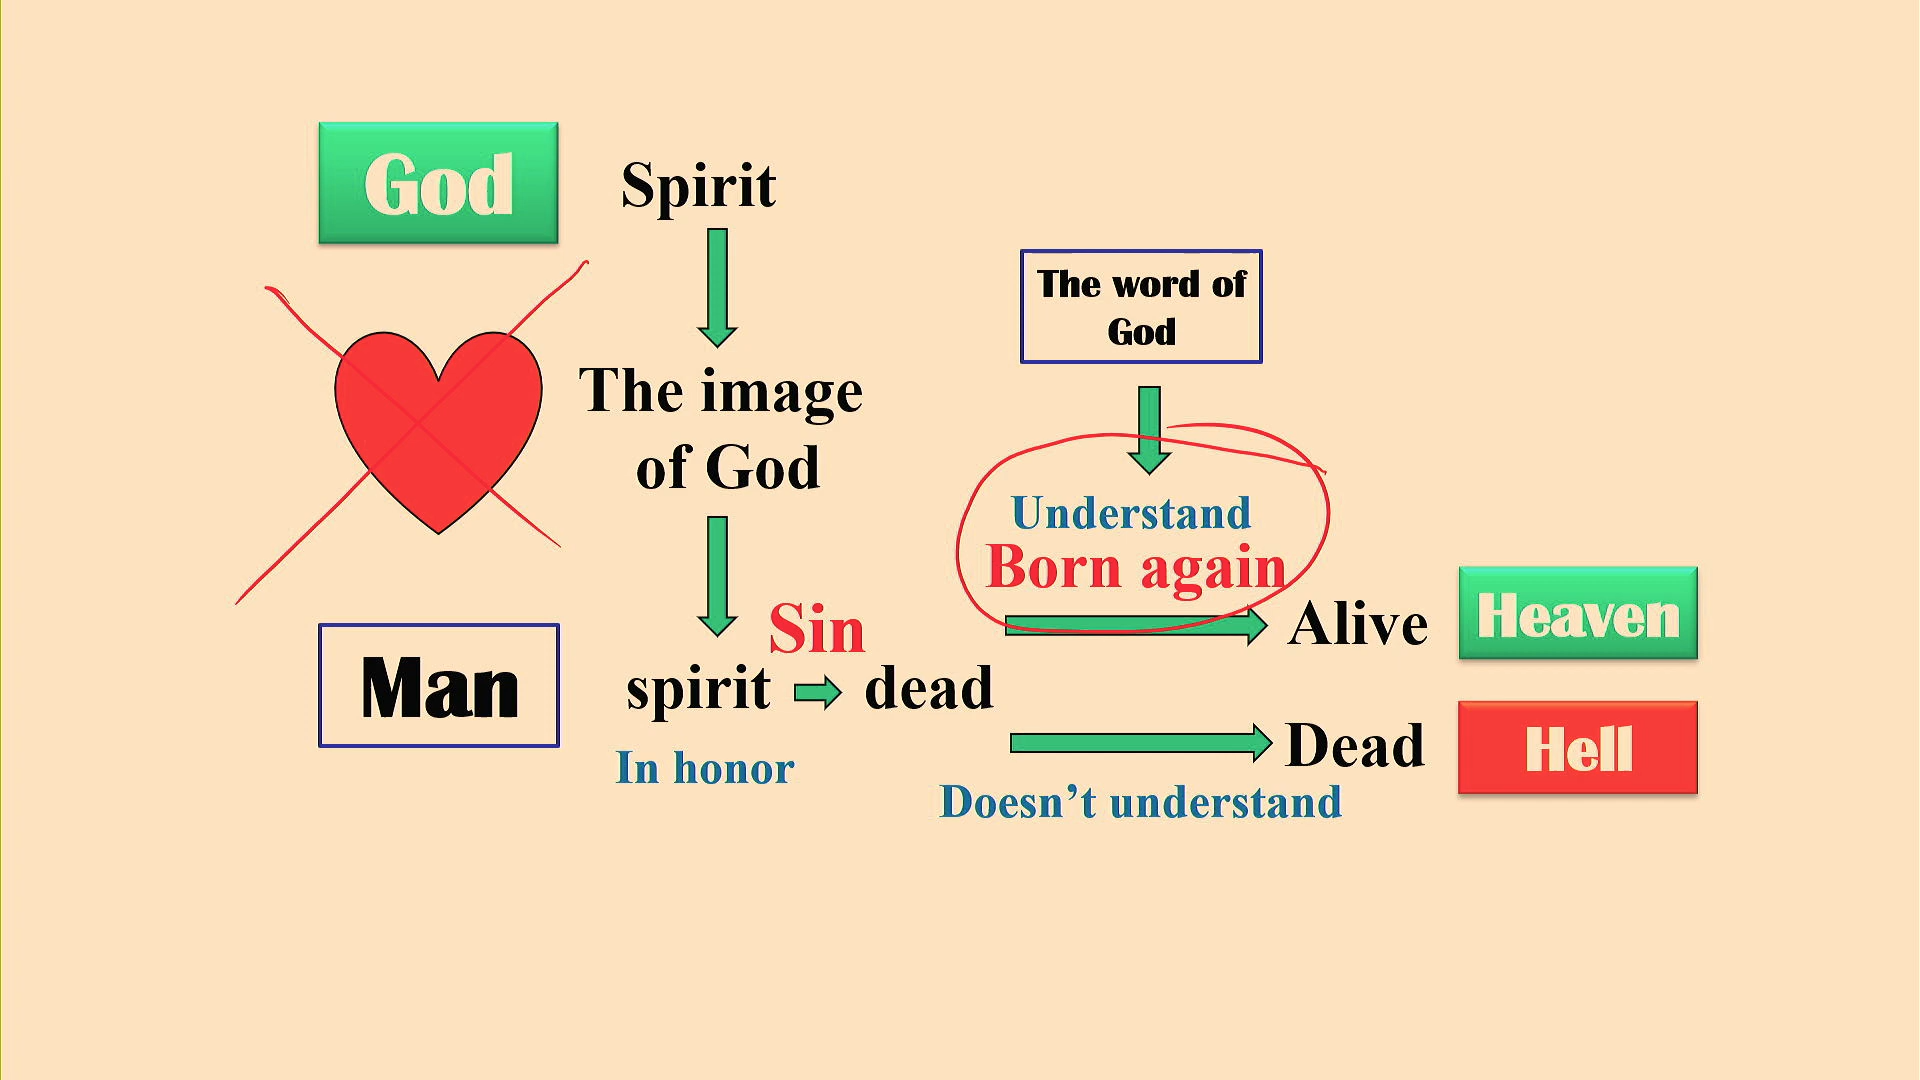 God
Spirit
The word of
God
The image
of God
Understand
Born again
Sin
Alive
Heaven
Man
spirit
dead
In honor
Dead
Hell
Doesn’t understand